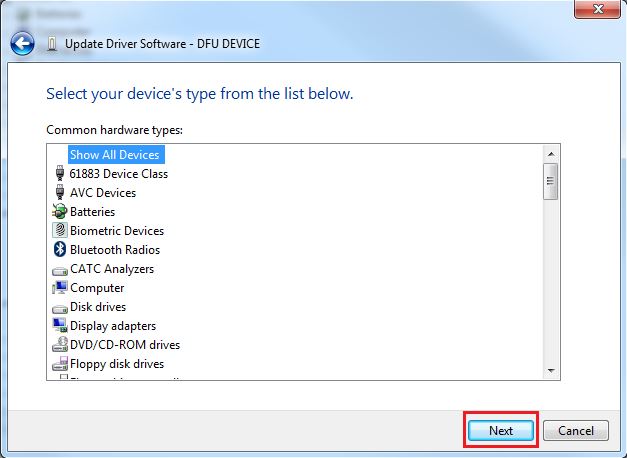 Update Driver Software - DFU DEVICE
Select your device's type from the list below.
Common hardware types:
Show All Devices
61883 Device Class
AVC Devices
Batteries
Biometric Devices
Bluetooth Radios
CATC Analyzers
Computer
Disk drives
Display adapters
DVD/CD-ROM drives
Floppy disk drives
Next
Cancel